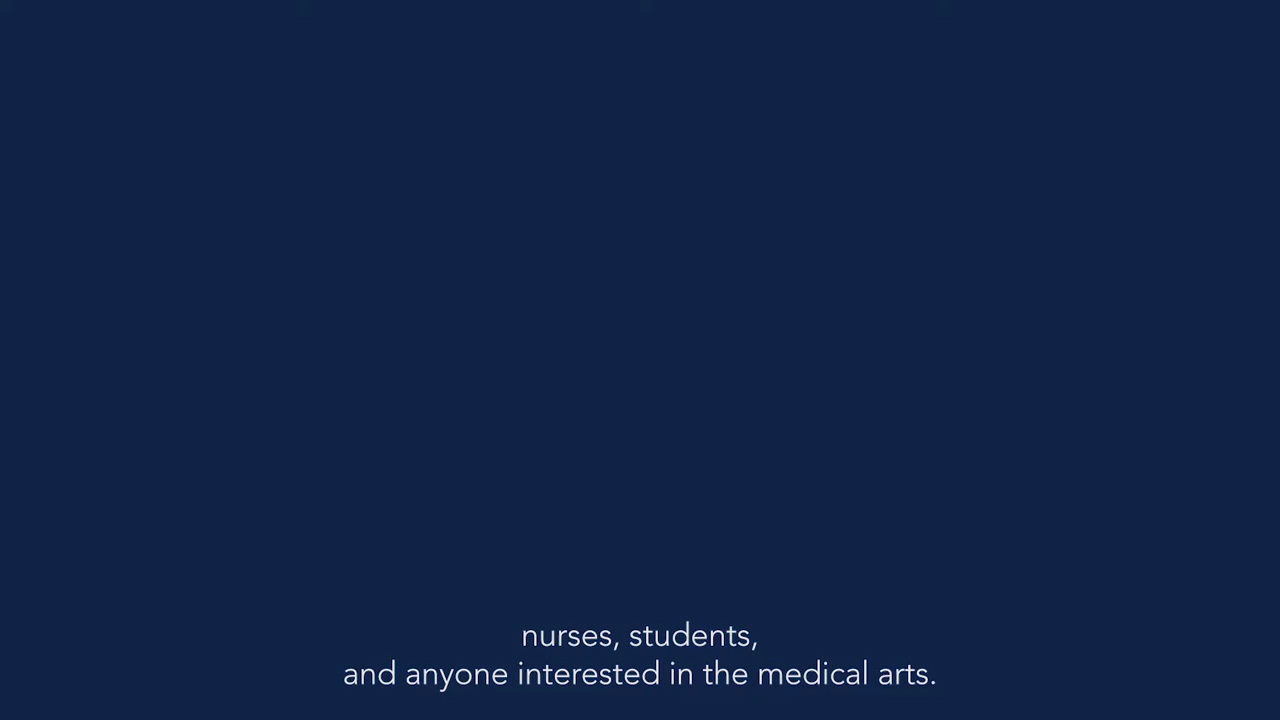 nurses, students,
and anyone interested in the medical arts.